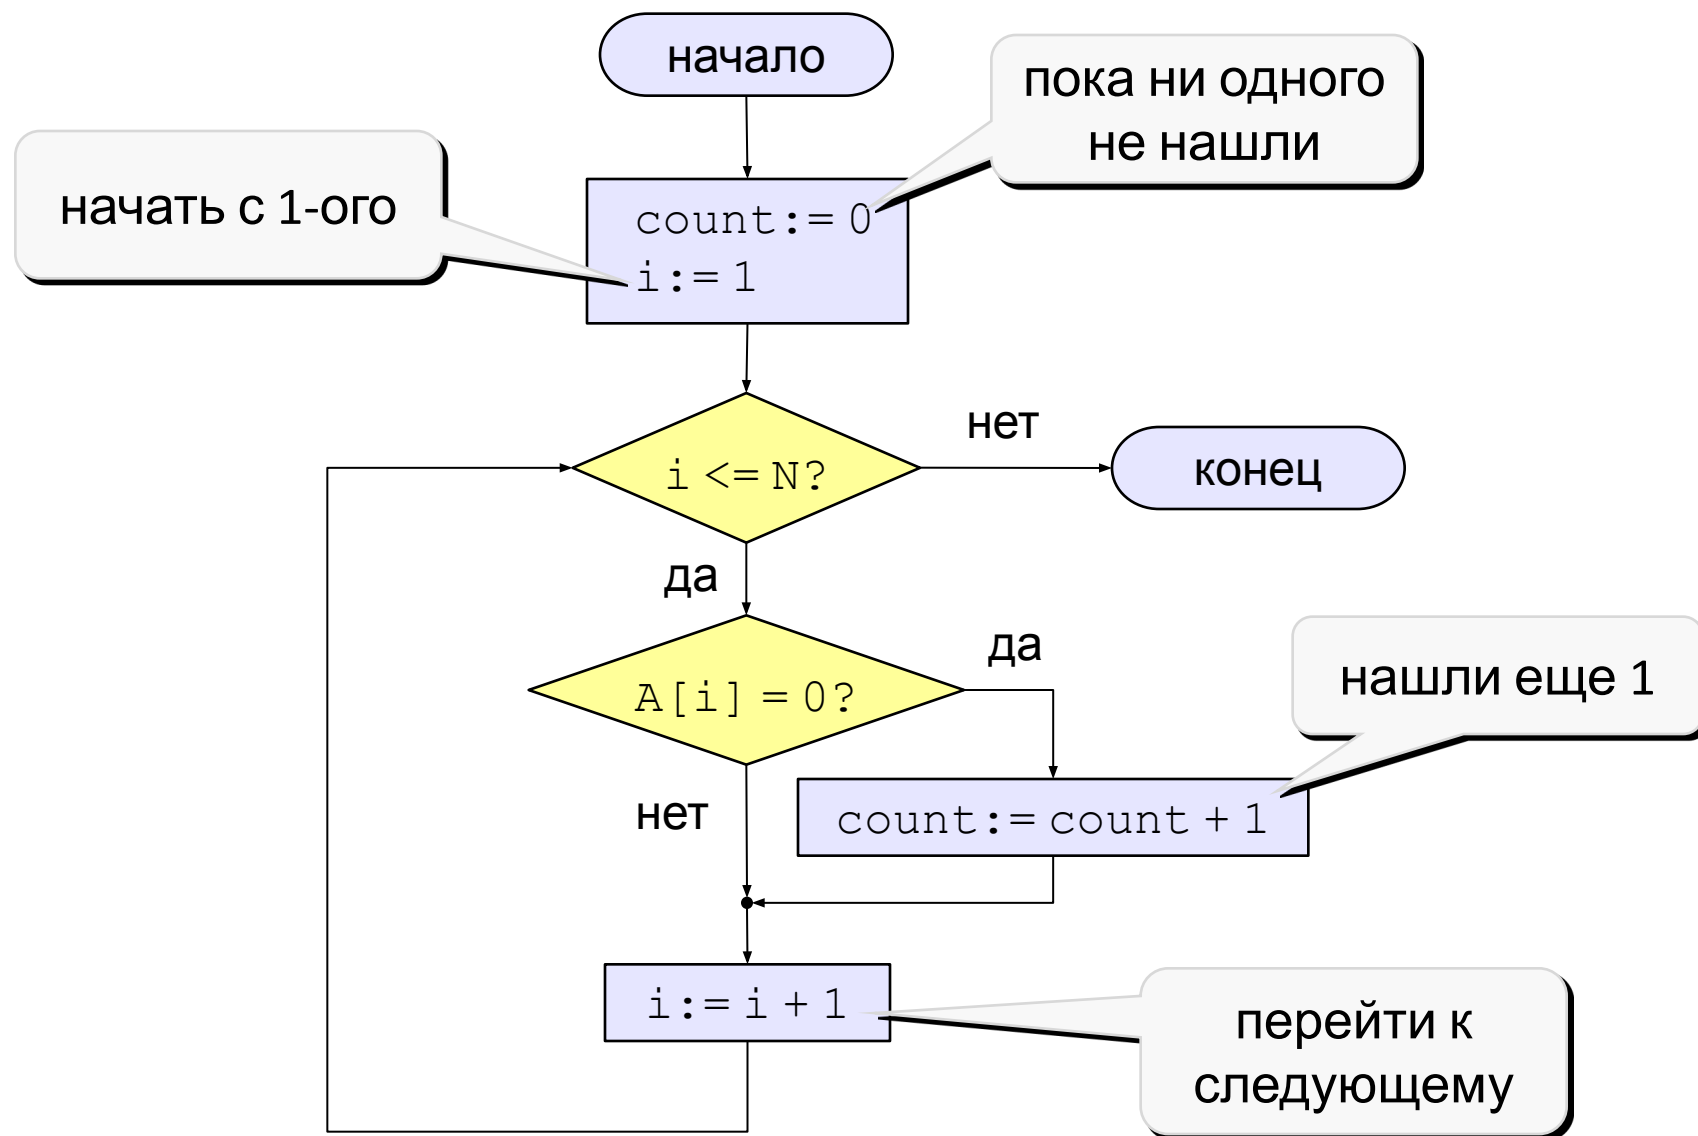 начало
пока ни одного
не нашли
начать с 1-ого
count:= 0
i:= 1
нет
i <= N?
конец
да
да
A[i] = 0?
нашли еще 1
нет
count:= count + 1
i:= i + 1
перейти к
следующему